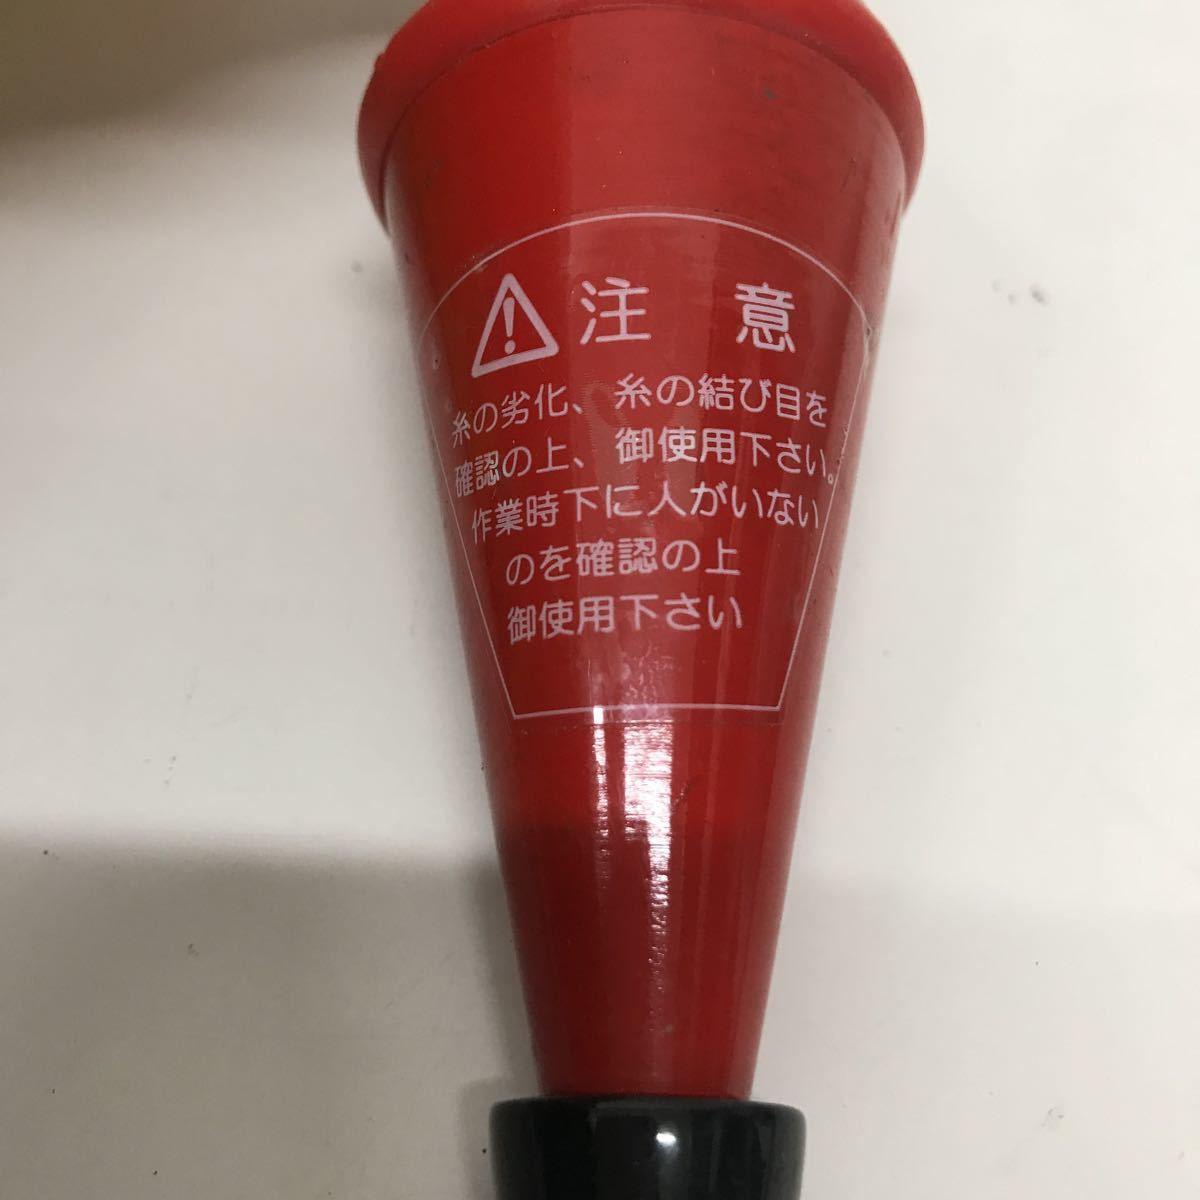 注意
糸の劣化、糸の結び目を
確認の上、御使用下さい。
作業時下に人がいない
のを確認の上
御使用下さい